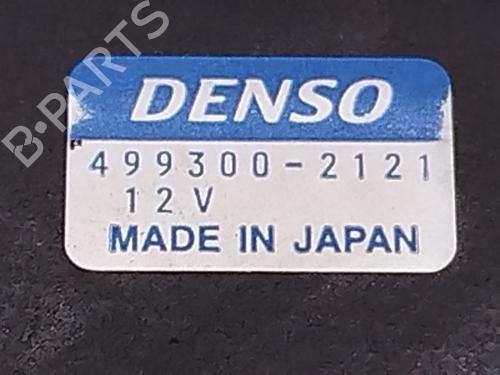 DENSO
499300-2121
12V
MADE IN JAPAN
B-PARTS